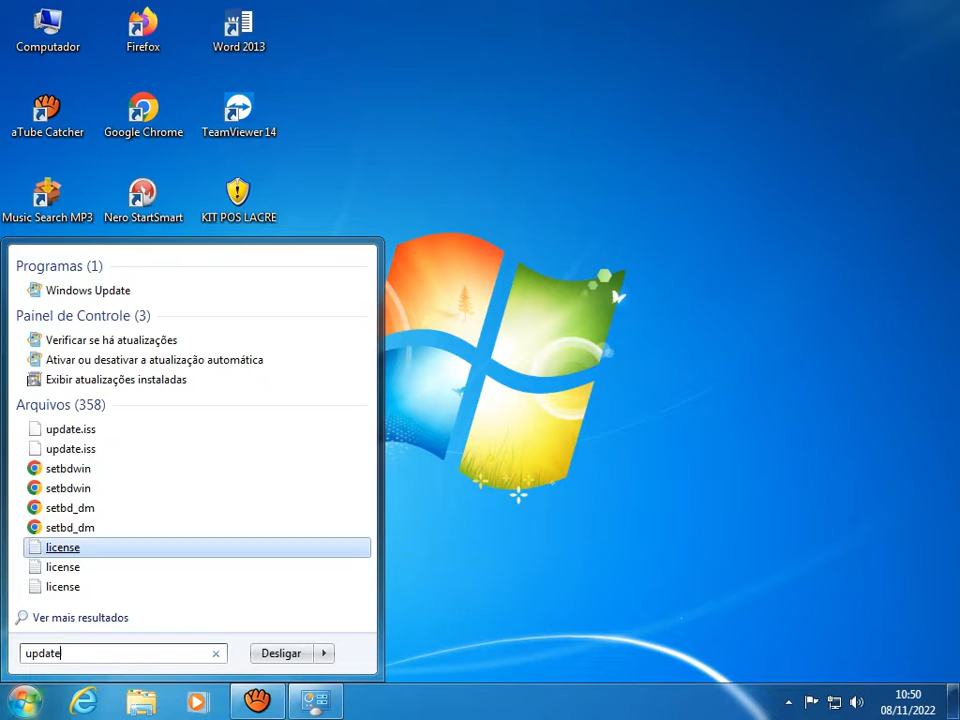 Computador
Firefox
Word 2013
aTube Catcher
Google Chrome
TeamViewer 14
Music Search MP3
Nero StartSmart
KIT POS LACRE
Programas (1)
Windows Update
Painel de Controle (3)
Verificar se há atualizações
Ativar ou desativar a atualização automática
Exibir atualizações instaladas
Arquivos (358)
update.iss
update.iss
setbdwin
setbdwin
setbd_dm
setbd_dm
license
license
license
Ver mais resultados
update
Desligar
10:50
08/11/2022